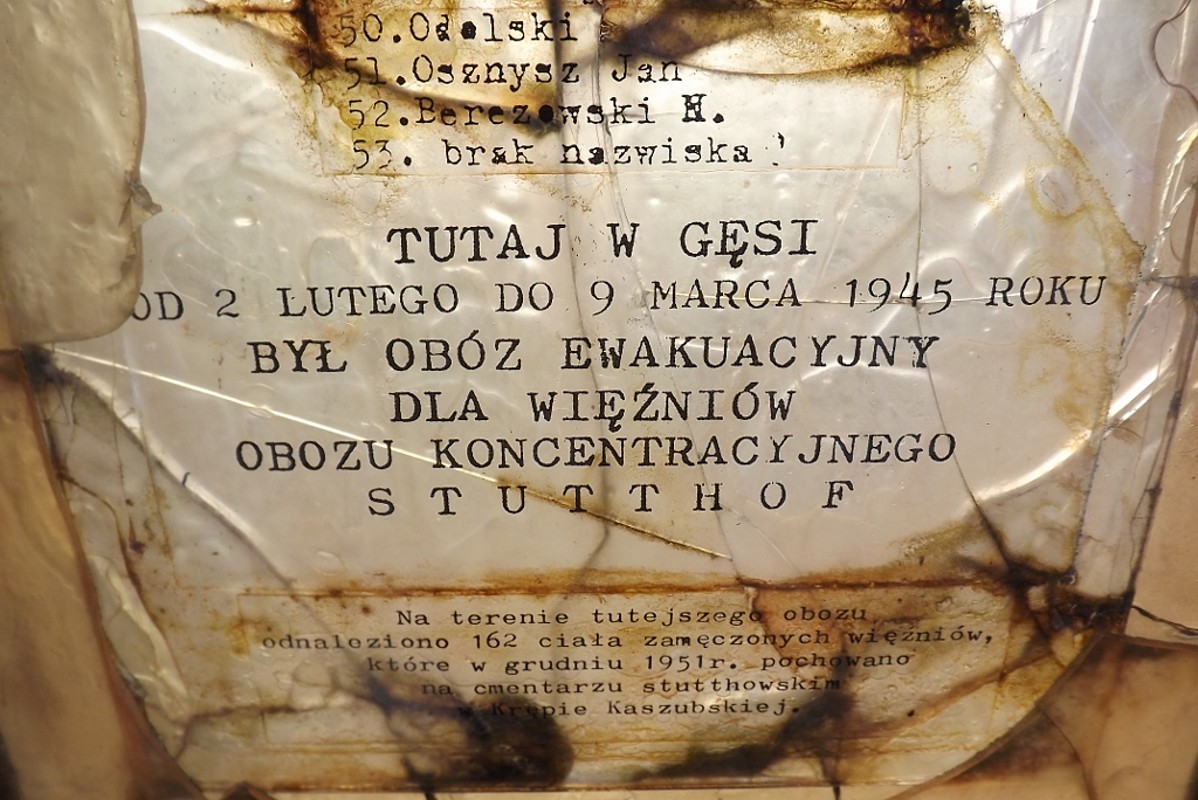 50.Odolski
51.Osznysz Jan
52.Berezowski H.
53. brak nazwiska
TUTAJ W GĘSI
OD 2 LUTEGO DO 9 MARCA 1945 ROKU
BYŁ OBÓZ EWAKUACYJNY
DLA WIĘŹNIÓW
OBOZU KONCENTRACYJNEGO
S T U T T H O F
Na terenie tutejszego obozu
odnaleziono 162 ciała zamęczonych więźniów,
które w grudniu 1951r. pochowano
na cmentarzu stutthowskim
w Krępie Kaszubskiej.